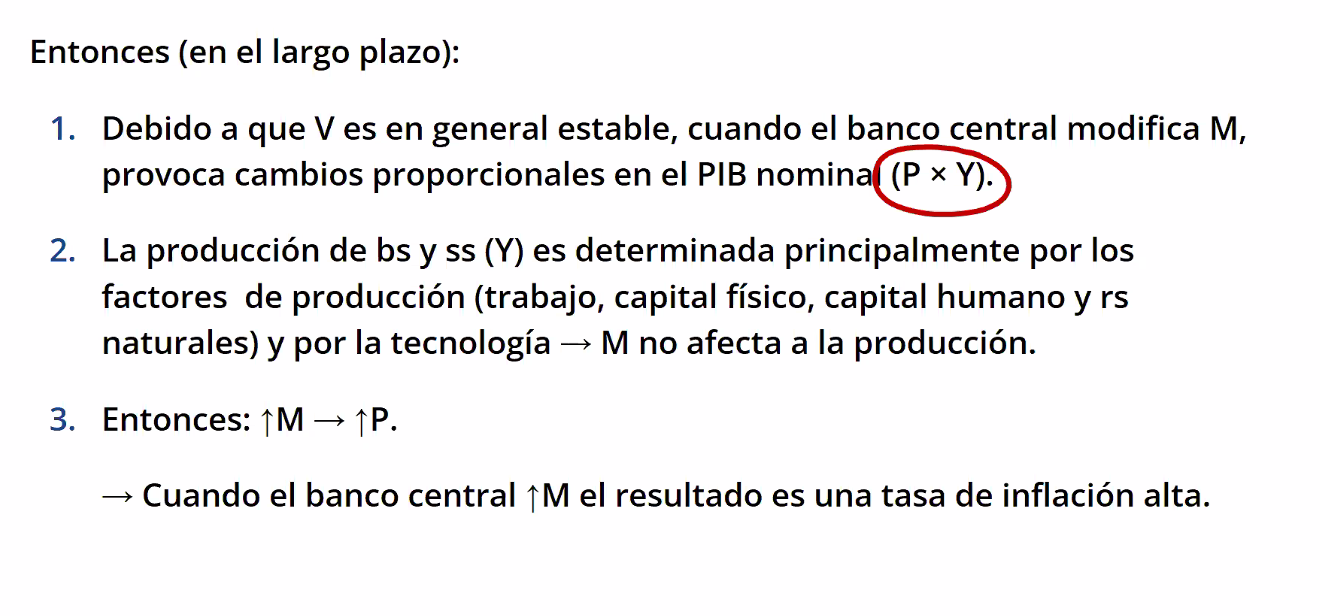 Entonces (en el largo plazo):
1. Debido a que V es en general estable, cuando el banco central modifica M,
provoca cambios proporcionales en el PIB nominal (P × Y).
2. La producción de bs y ss (Y) es determinada principalmente por los
factores de producción (trabajo, capital físico, capital humano y rs
naturales) y por la tecnología → M no afecta a la producción.
3. Entonces: ↑M → ↑P.
→ Cuando el banco central ↑M el resultado es una tasa de inflación alta.